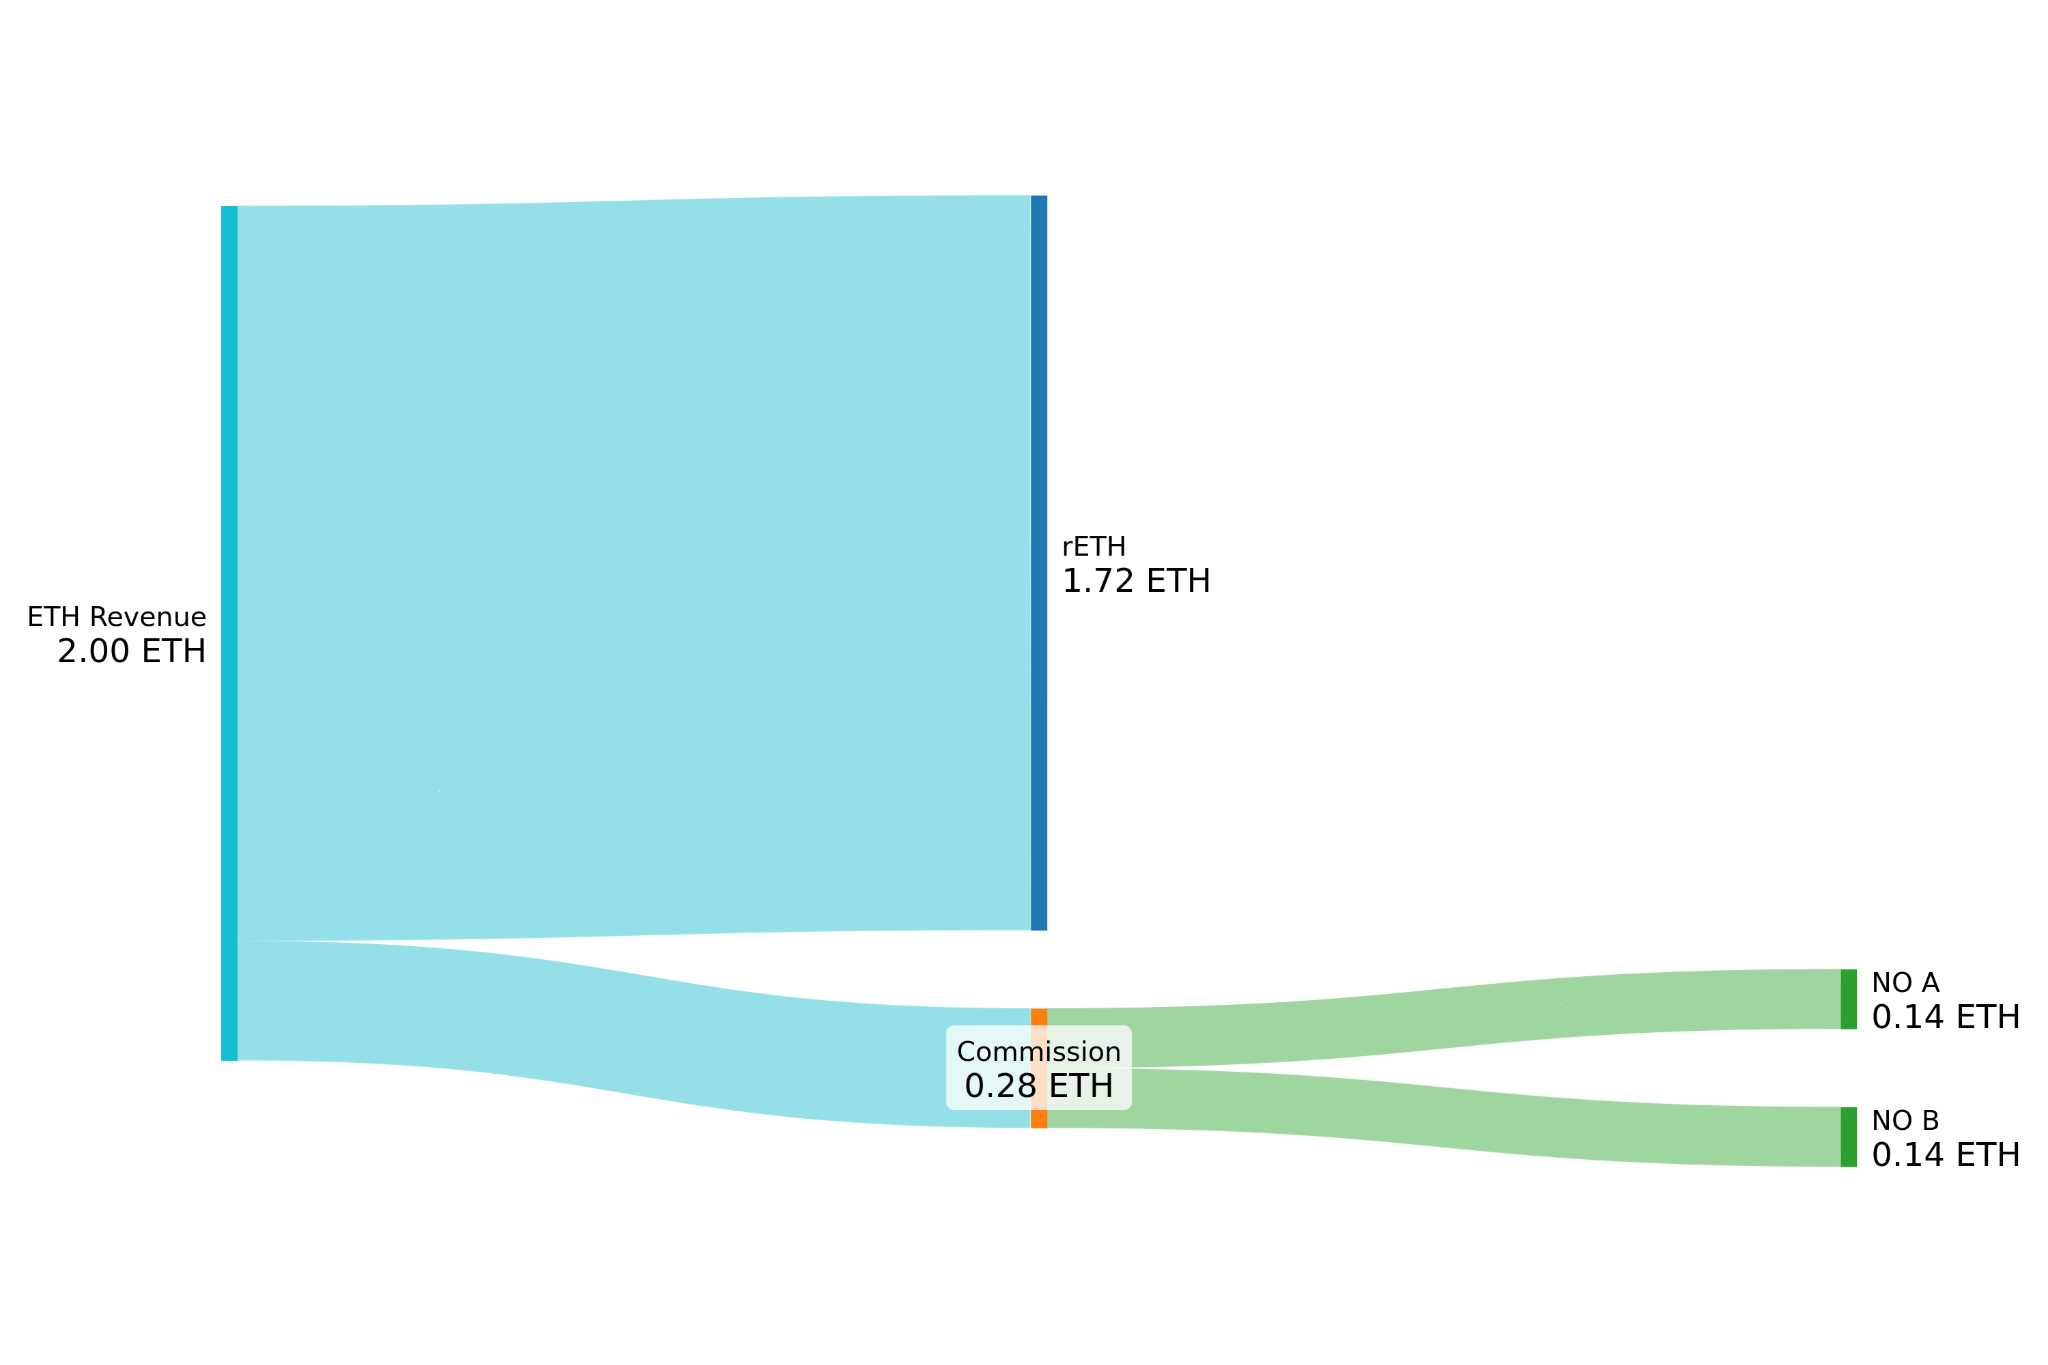 ETH Revenue
2.00 ETH
rETH
1.72 ETH
Commission
0.28 ETH
NO A
0.14 ETH
NO B
0.14 ETH